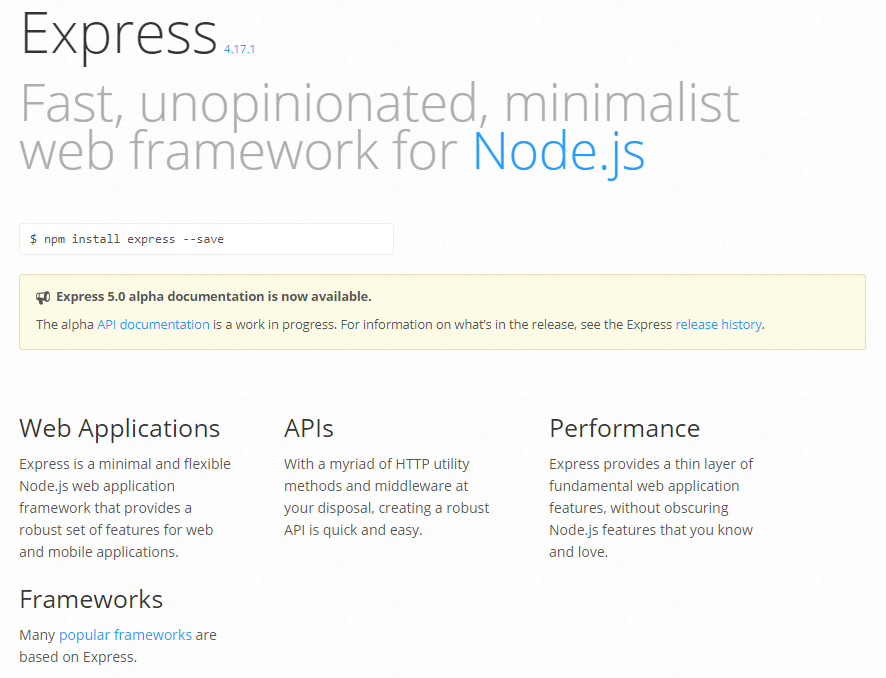 Express 4.17.1
Fast, unopinionated, minimalist
web framework for Node.js
$ npm install express --save
Express 5.0 alpha documentation is now available.
The alpha API documentation is a work in progress. For information on what’s in the release, see the Express release history.
Web Applications
Express is a minimal and flexible
Node.js web application
framework that provides a
robust set of features for web
and mobile applications.
APIs
With a myriad of HTTP utility
methods and middleware at
your disposal, creating a robust
API is quick and easy.
Performance
Express provides a thin layer of
fundamental web application
features, without obscuring
Node.js features that you know
and love.
Frameworks
Many popular frameworks are
based on Express.